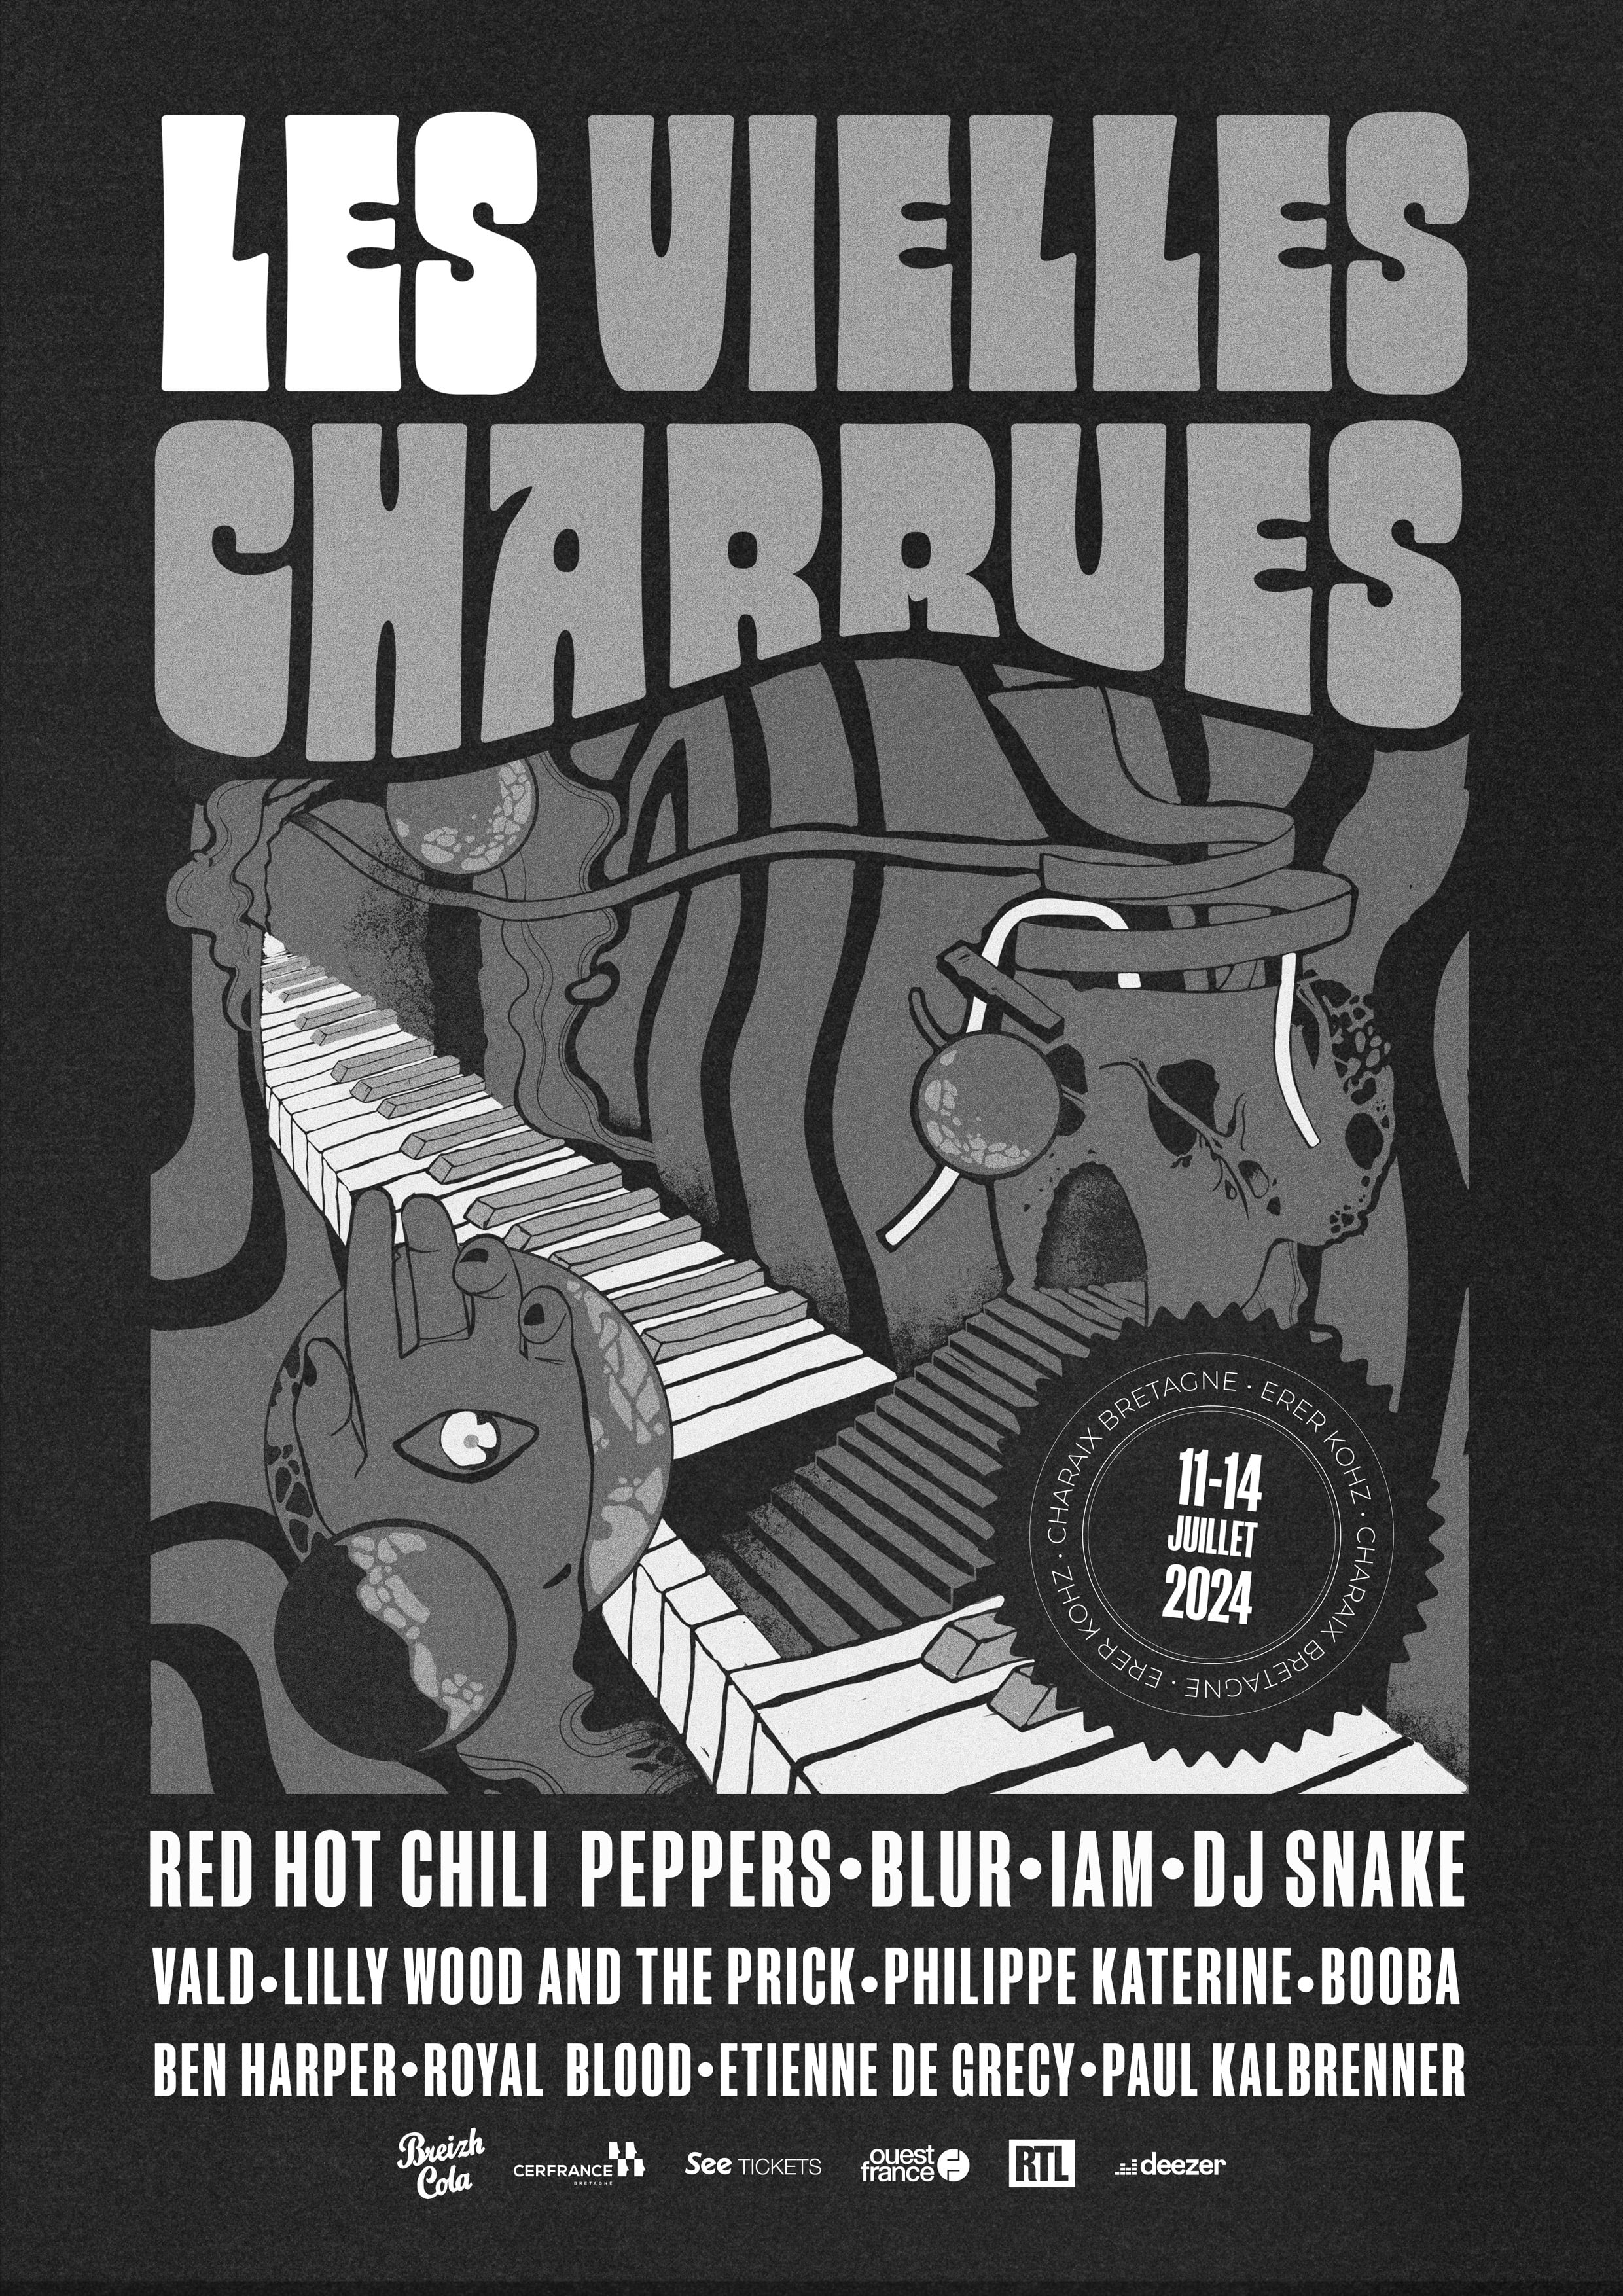 LES VIELLES
CHARRUES
CHARAIX BRETAGNE • ERER KOHZ • CHARAIX BRETAGNE • ERER KOHZ •
11-14
JUILLET
2024
RED HOT CHILI PEPPERS•BLUR•IAM•DJ SNAKE
VALD•LILLY WOOD AND THE PRICK•PHILIPPE KATERINE•BOOBA
BEN HARPER•ROYAL BLOOD•ETIENNE DE GRECY•PAUL KALBRENNER
Breizh
Cola
CERFRANCE
BRETAGNE
See TICKETS
ouest
france
RTL
deezer